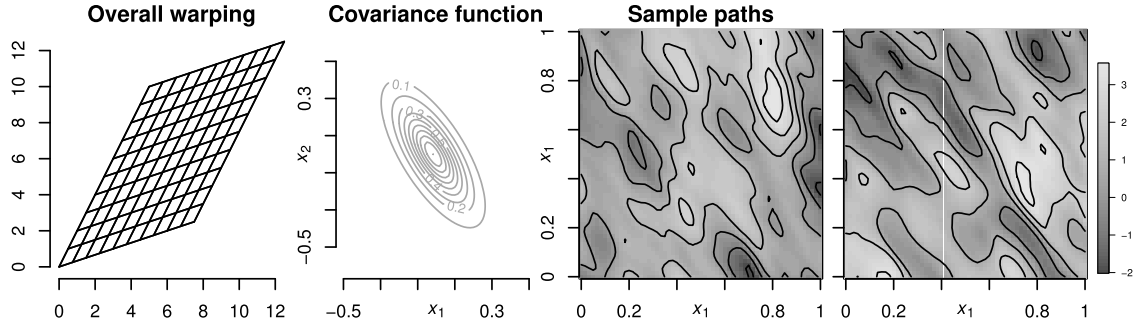 Overall warping
Covariance function
Sample paths
12
10
8
6
4
2
0
0 2 4 6 8 10 12
0.3
x2
−0.5
0.1
0.2
−0.5 x1 0.3
1
0.8
x1
0.2
0
0 0.2 x1 0.8 1
0.2 x1 0.8 1
3
2
1
0
−1
−2